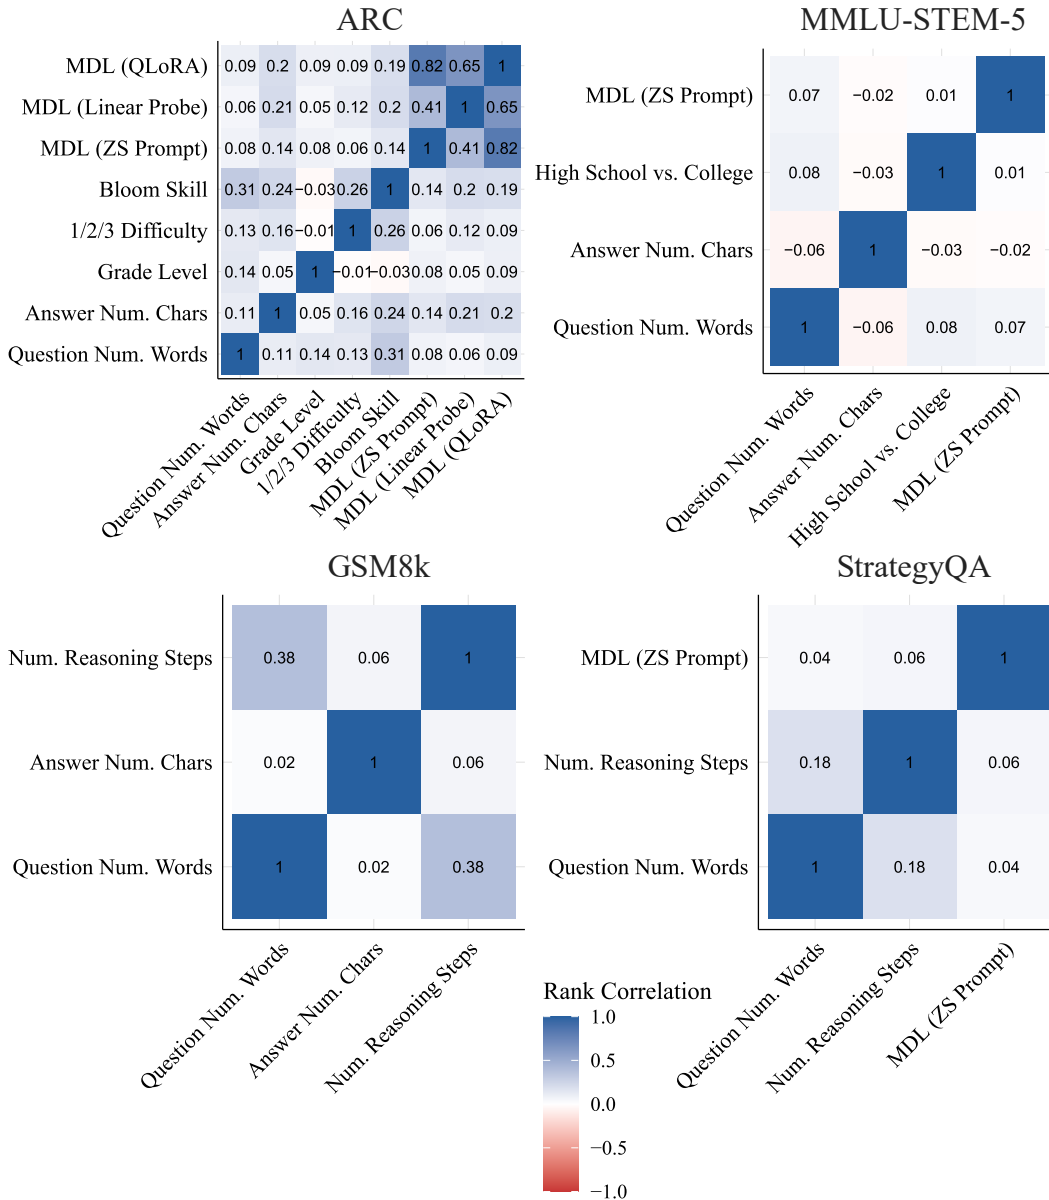 ARC
MDL (QLoRA) 0.09 0.2 0.09 0.09 0.19 0.82 0.65 1
MDL (Linear Probe) 0.06 0.21 0.05 0.12 0.2 0.41 1 0.65
MDL (ZS Prompt) 0.08 0.14 0.08 0.06 0.14 1 0.41 0.82
Bloom Skill 0.31 0.24 −0.03 0.26 1 0.14 0.2 0.19
1/2/3 Difficulty 0.13 0.16 −0.01 1 0.26 0.06 0.12 0.09
Grade Level 0.14 0.05 1 −0.01 −0.03 0.08 0.05 0.09
Answer Num. Chars 0.11 1 0.05 0.16 0.24 0.14 0.21 0.2
Question Num. Words 1 0.11 0.14 0.13 0.31 0.08 0.06 0.09
Question Num. Words
Answer Num. Chars
Grade Level
1/2/3 Difficulty
Bloom Skill
MDL (ZS Prompt)
MDL (Linear Probe)
MDL (QLoRA)
MMLU-STEM-5
MDL (ZS Prompt) 0.07 −0.02 0.01 1
High School vs. College 0.08 −0.03 1 0.01
Answer Num. Chars −0.06 1 −0.03 −0.02
Question Num. Words 1 −0.06 0.08 0.07
Question Num. Words
Answer Num. Chars
High School vs. College
MDL (ZS Prompt)
GSM8k
Num. Reasoning Steps 0.38 0.06 1
Answer Num. Chars 0.02 1 0.06
Question Num. Words 1 0.02 0.38
Question Num. Words
Answer Num. Chars
Num. Reasoning Steps
StrategyQA
MDL (ZS Prompt) 0.04 0.06 1
Num. Reasoning Steps 0.18 1 0.06
Question Num. Words 1 0.18 0.04
Question Num. Words
Num. Reasoning Steps
MDL (ZS Prompt)
Rank Correlation
1.0
0.5
0.0
−0.5
−1.0